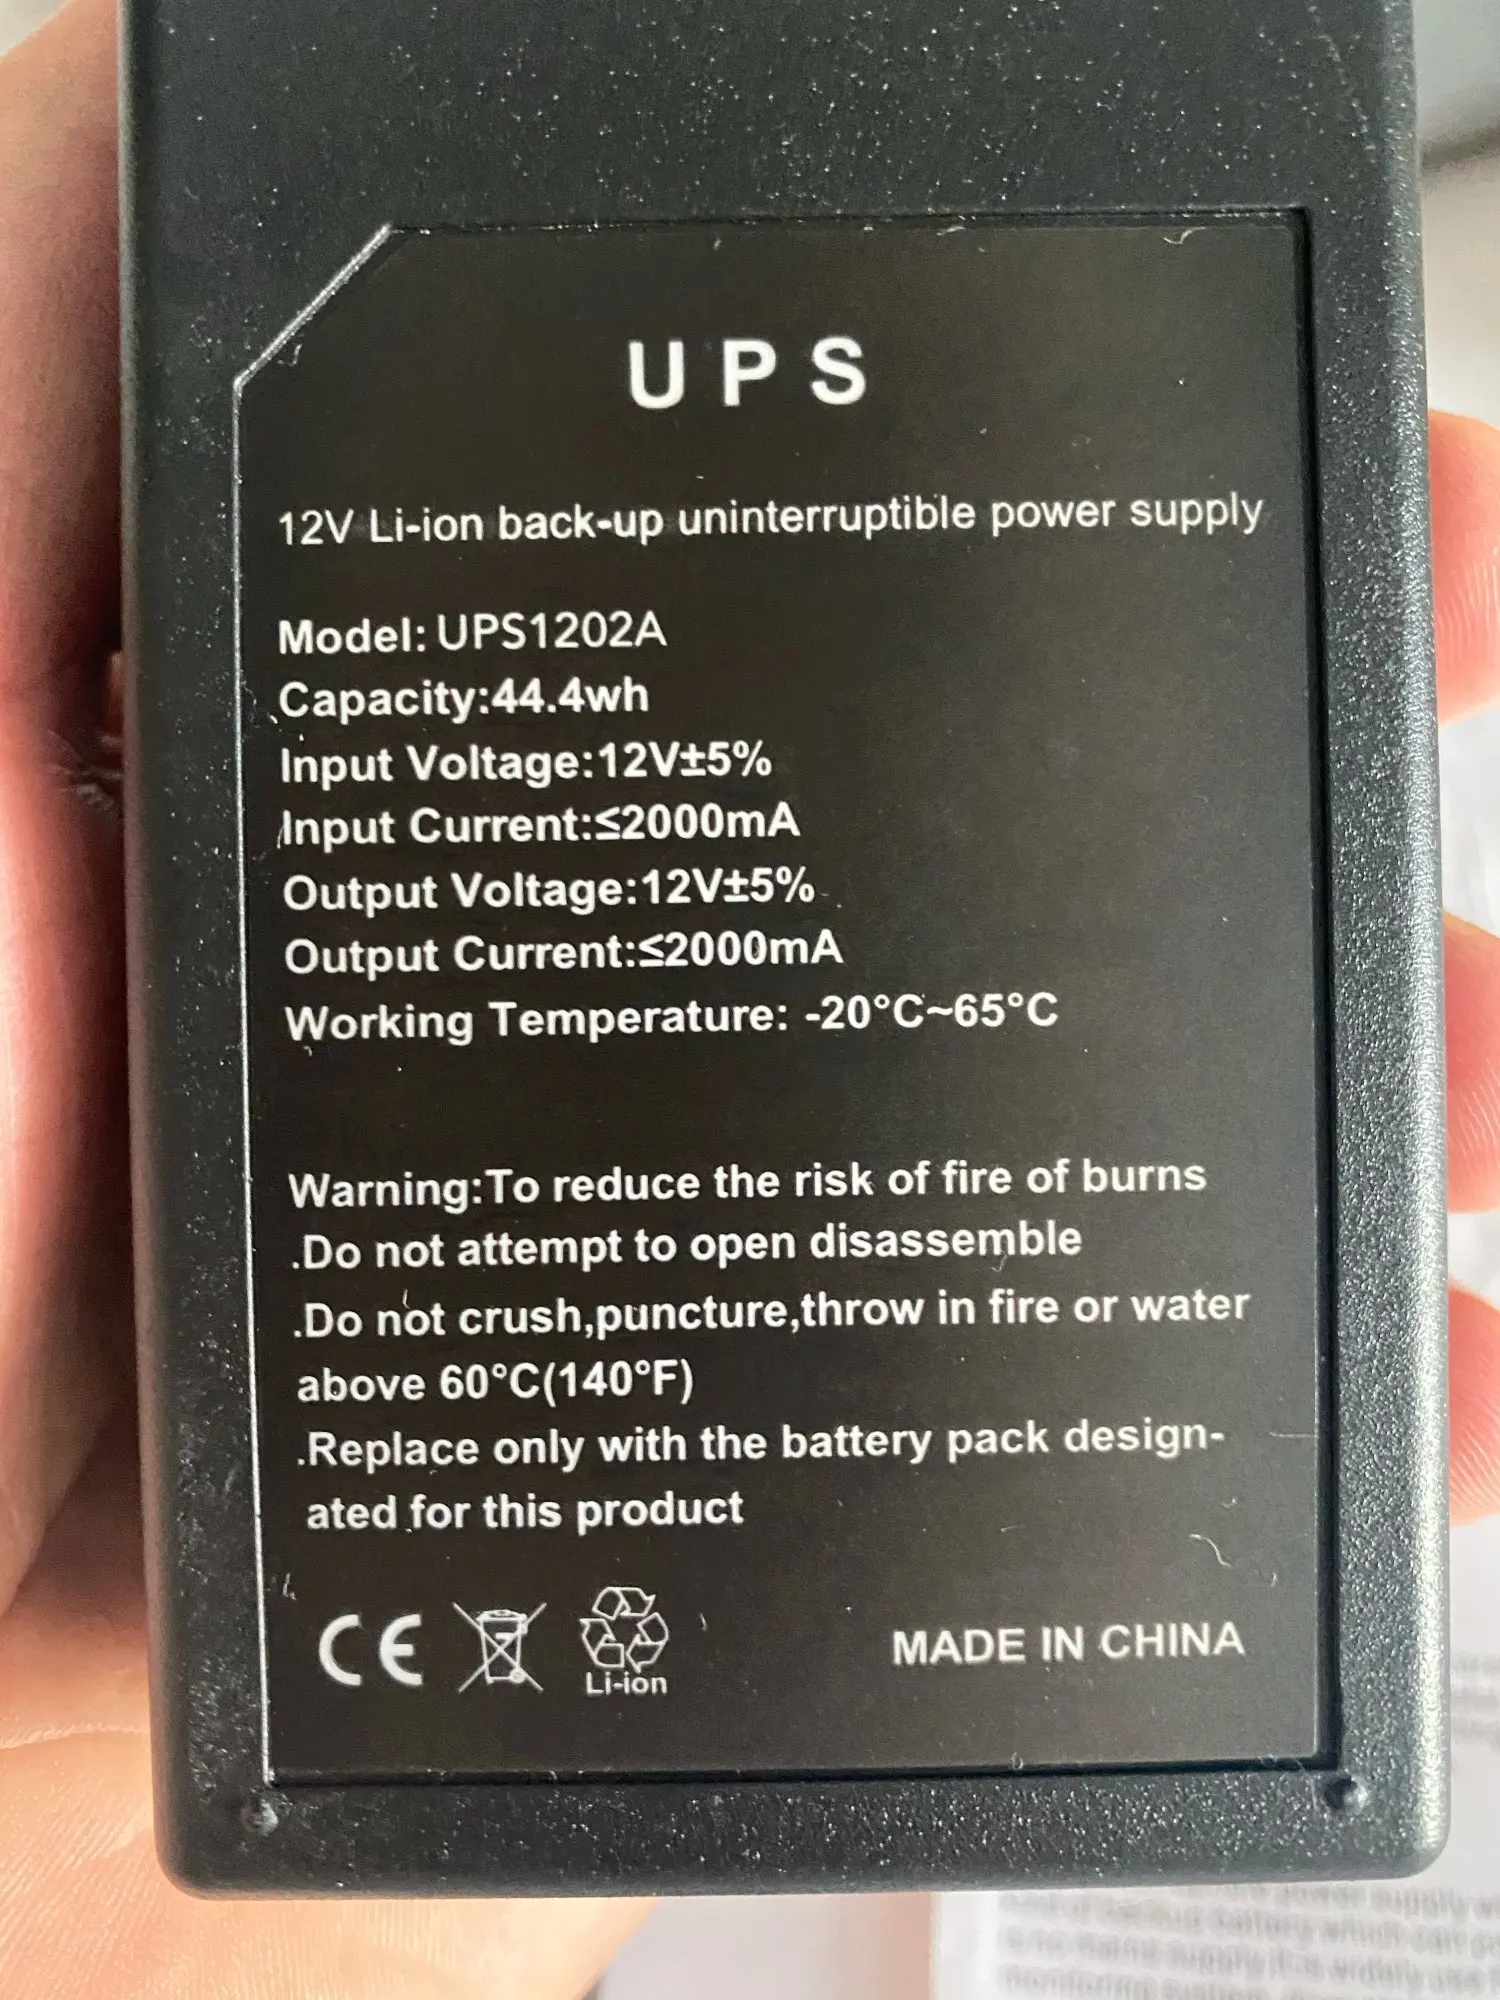 UPS
12V Li-ion back-up uninterruptible power supply
Model: UPS1202A
Capacity:44.4wh
Input Voltage:12V±5%
Input Current:≤2000mA
Output Voltage:12V±5%
Output Current:≤2000mA
Working Temperature: -20°C~65°C
Warning:To reduce the risk of fire of burns
.Do not attempt to open disassemble
.Do not crush,puncture,throw in fire or water
above 60°C(140°F)
.Replace only with the battery pack design-
ated for this product
CE
Li-ion
MADE IN CHINA